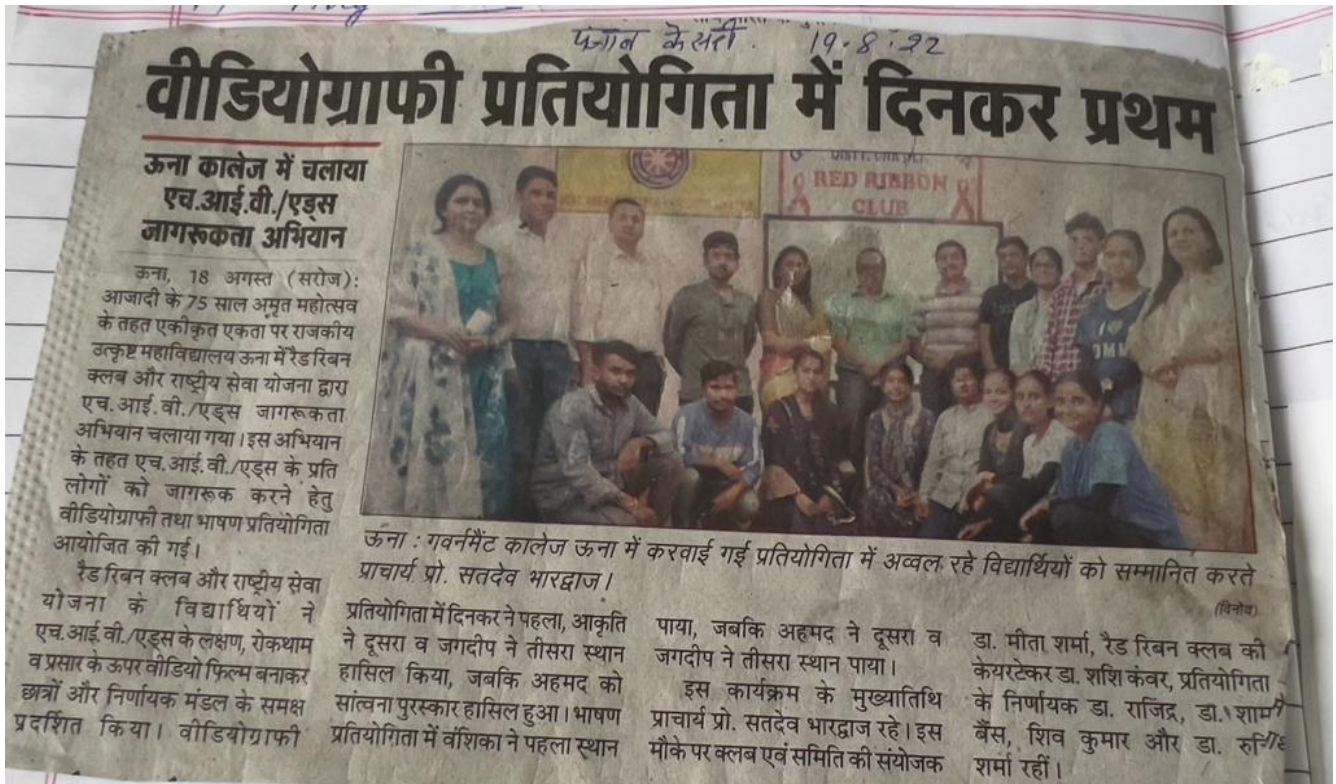 पंजाब केसरी. 19.8.22
वीडियोग्राफी प्रतियोगिता में दिनकर प्रथम
ऊना कालेज में चलाया
एच.आई.वी./एड्स
जागरूकता अभियान
ऊना, 18 अगस्त (सरोज):
आजादी के 75 साल अमृत महोत्सव
के तहत एकीकृत एकता पर राजकीय
उत्कृष्ट महाविद्यालय ऊना में रैड रिबन
क्लब और राष्ट्रीय सेवा योजना द्वारा
एच.आई.वी./एड्स जागरूकता
अभियान चलाया गया। इस अभियान
के तहत एच.आई.वी./एड्स के प्रति
लोगों को जागरूक करने हेतु
वीडियोग्राफी तथा भाषण प्रतियोगिता
आयोजित की गई।
रैड रिबन क्लब और राष्ट्रीय सेवा
योजना के विद्यार्थियों ने
एच.आई.वी./एड्स के लक्षण, रोकथाम
व प्रसार के ऊपर वीडियो फिल्म बनाकर
छात्रों और निर्णायक मंडल के समक्ष
प्रदर्शित किया। वीडियोग्राफी
RED RIBBON
CLUB
ऊना : गवर्नमैंट कालेज ऊना में करवाई गई प्रतियोगिता में अव्वल रहे विद्यार्थियों को सम्मानित करते
प्राचार्य प्रो. सतदेव भारद्वाज।
(विनोद)
प्रतियोगिता में दिनकर ने पहला, आकृति
ने दूसरा व जगदीप ने तीसरा स्थान
हासिल किया, जबकि अहमद को
सांत्वना पुरस्कार हासिल हुआ। भाषण
प्रतियोगिता में वंशिका ने पहला स्थान
पाया, जबकि अहमद ने दूसरा व
जगदीप ने तीसरा स्थान पाया।
इस कार्यक्रम के मुख्यातिथि
प्राचार्य प्रो. सतदेव भारद्वाज रहे। इस
मौके पर क्लब एवं समिति की संयोजक
डा. मीता शर्मा, रैड रिबन क्लब की
केयरटेकर डा. शशि कंवर, प्रतियोगिता
के निर्णायक डा. राजिंद्र, डा.
बैंस, शिव कुमार और डा.
शर्मा रहीं।